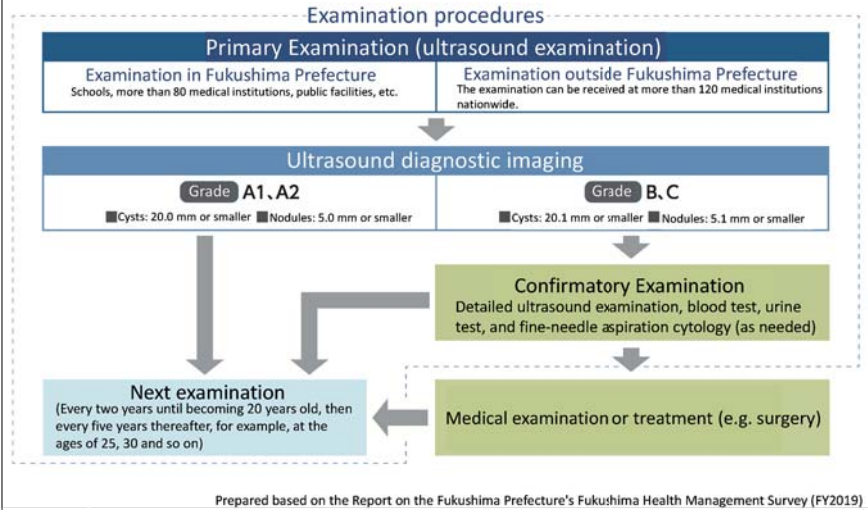 Examination procedures
Primary Examination (ultrasound examination)
Examination in Fukushima Prefecture
Schools, more than 80 medical institutions, public facilities, etc.
Examination outside Fukushima Prefecture
The examination can be received at more than 120 medical institutions
nationwide.
Ultrasound diagnostic imaging
Grade A1、A2
■Cysts: 20.0 mm or smaller ■Nodules: 5.0 mm or smaller
Grade B、C
■Cysts: 20.1 mm or smaller ■Nodules: 5.1 mm or smaller
Confirmatory Examination
Detailed ultrasound examination, blood test, urine
test, and fine-needle aspiration cytology (as needed)
Next examination
(Every two years until becoming 20 years old, then
every five years thereafter, for example, at the
ages of 25, 30 and so on)
Medical examination or treatment (e.g. surgery)
Prepared based on the Report on the Fukushima Prefecture's Fukushima Health Management Survey (FY2019)